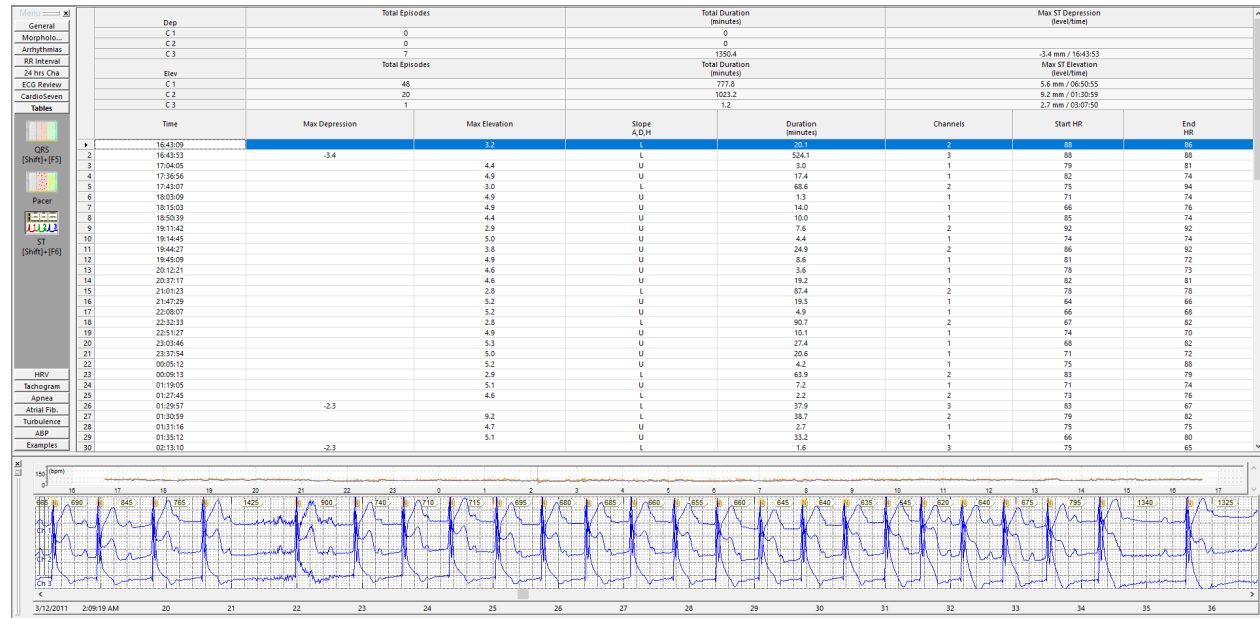 Menu
General
Morpholo...
Arrhythmias
RR Interval
24 hrs Cha
ECG Review
CardioSeven
Tables
QRS
[Shift]+[F5]
Pacer
ST
[Shift]+[F6]
HRV
Tachogram
Apnea
Atrial Fib.
Turbulence
ABP
Examples
Dep Total Episodes Total Duration (minutes) Max ST Depression (level/time)
C 1 0 0
C 2 0 0
C 3 7 1350.4 -3.4 mm / 16:43:53
Elev Total Episodes Total Duration (minutes) Max ST Elevation (level/time)
C 1 48 777.8 5.6 mm / 06:50:55
C 2 20 1023.2 9.2 mm / 01:30:59
C 3 1 1.2 2.7 mm / 03:07:50
Time Max Depression Max Elevation Slope A,D,H Duration (minutes) Channels Start HR End HR
16:43:09 3.2 L 20.1 2 88 86
2 16:43:53 -3.4 L 524.1 3 88 88
3 17:04:05 4.4 U 3.0 1 79 81
4 17:36:56 4.9 U 17.4 1 82 74
5 17:43:07 3.0 L 68.6 2 75 94
6 18:03:09 4.9 U 1.3 1 71 74
7 18:15:03 4.9 U 14.0 1 66 76
8 18:50:39 4.4 U 10.0 1 85 74
9 19:11:42 2.9 U 7.6 2 92 92
10 19:14:45 5.0 U 4.4 1 74 74
11 19:44:27 3.8 L 24.9 2 86 92
12 19:45:09 4.9 U 8.6 1 81 72
13 20:12:21 4.6 U 3.6 1 78 73
14 20:37:17 4.6 U 19.2 1 82 81
15 21:01:23 2.8 L 87.4 2 78 78
16 21:47:29 5.2 U 19.5 1 64 66
17 22:08:07 5.2 U 4.9 1 66 68
18 22:32:33 2.8 L 90.7 2 67 82
19 22:51:27 4.9 U 10.1 1 74 70
20 23:03:46 5.3 U 27.4 1 68 82
21 23:37:54 5.0 U 20.6 1 71 72
22 00:05:12 5.2 U 4.2 1 75 88
23 00:09:13 2.9 L 63.9 2 83 79
24 01:19:05 5.1 U 7.2 1 71 74
25 01:27:45 4.6 L 2.2 2 73 76
26 01:29:57 -2.3 L 37.9 3 83 67
27 01:30:59 9.2 L 38.7 2 79 82
28 01:31:16 4.7 U 2.7 1 75 75
29 01:35:12 5.1 U 33.2 1 66 80
30 02:13:10 -2.3 L 1.6 3 75 65
150 (bpm)
0
16 17 18 19 20 21 22 23 0 1 2 3 4 5 6 7 8 9 10 11 12 13 14 15 16 17
690 845 765 1425 900 740 710 715 695 680 685 660 655 660 645 640 635 645 620 640 675 795 1340 1325
Ch 1
Ch 2
Ch 3
3/12/2011 2:09:19 AM 20 21 22 23 24 25 26 27 28 29 30 31 32 33 34 35 36